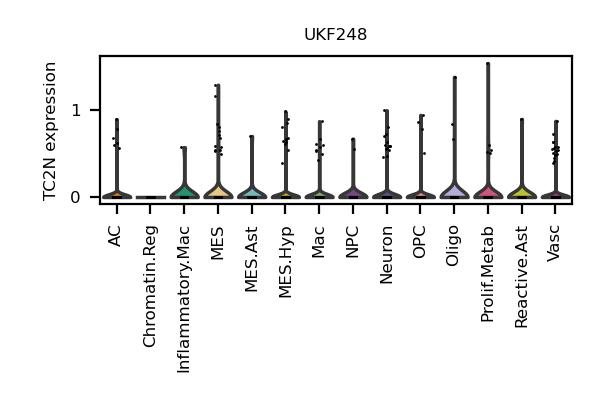 UKF248
TC2N expression
1
0
AC
Chromatin.Reg
Inflammatory.Mac
MES
MES.Ast
MES.Hyp
Mac
NPC
Neuron
OPC
Oligo
Prolif.Metab
Reactive.Ast
Vasc